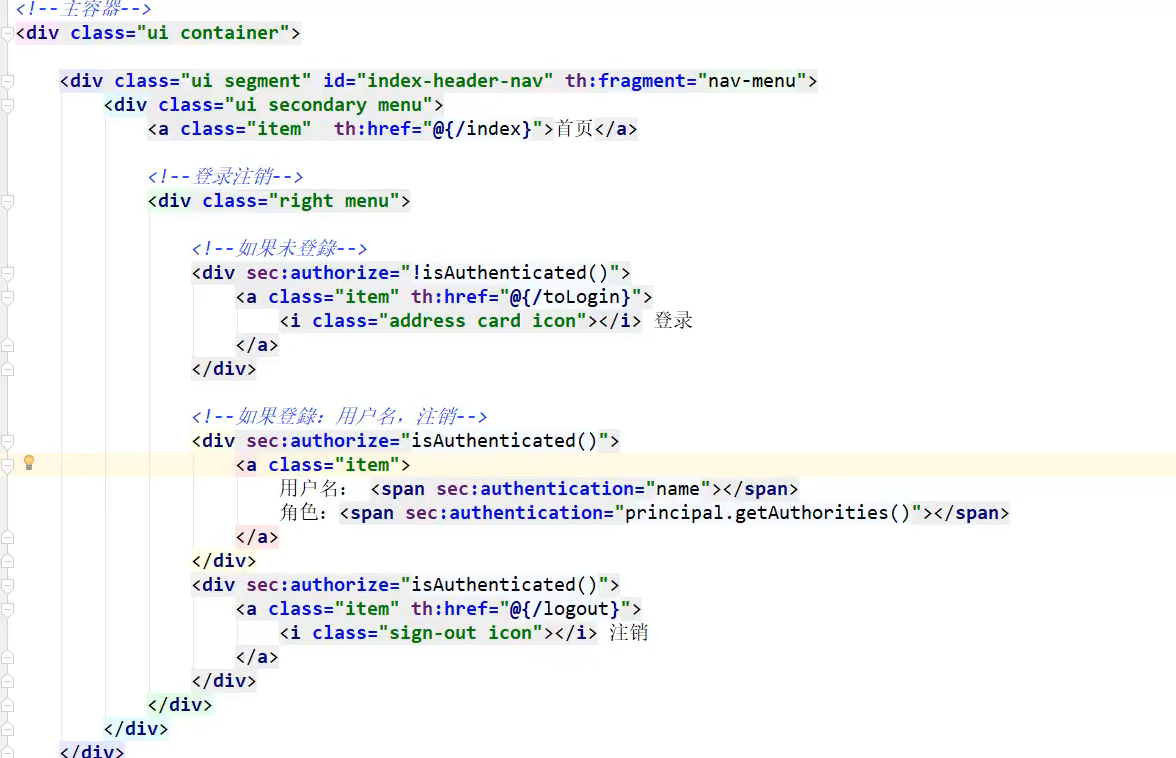 <!--主容器-->
<div class="ui container">
<div class="ui segment" id="index-header-nav" th:fragment="nav-menu">
<div class="ui secondary menu">
<a class="item"  th:href="@{/index}">首页</a>
<!--登录注销-->
<div class="right menu">
<!--如果未登錄-->
<div sec:authorize="!isAuthenticated()">
<a class="item" th:href="@{/toLogin}">
<i class="address card icon"></i> 登录
</a>
</div>
<!--如果登錄：用户名，注销-->
<div sec:authorize="isAuthenticated()">
<a class="item">
用户名： <span sec:authentication="name"></span>
角色：<span sec:authentication="principal.getAuthorities()"></span>
</a>
</div>
<div sec:authorize="isAuthenticated()">
<a class="item" th:href="@{/logout}">
<i class="sign-out icon"></i> 注销
</a>
</div>
</div>
</div>
</div>